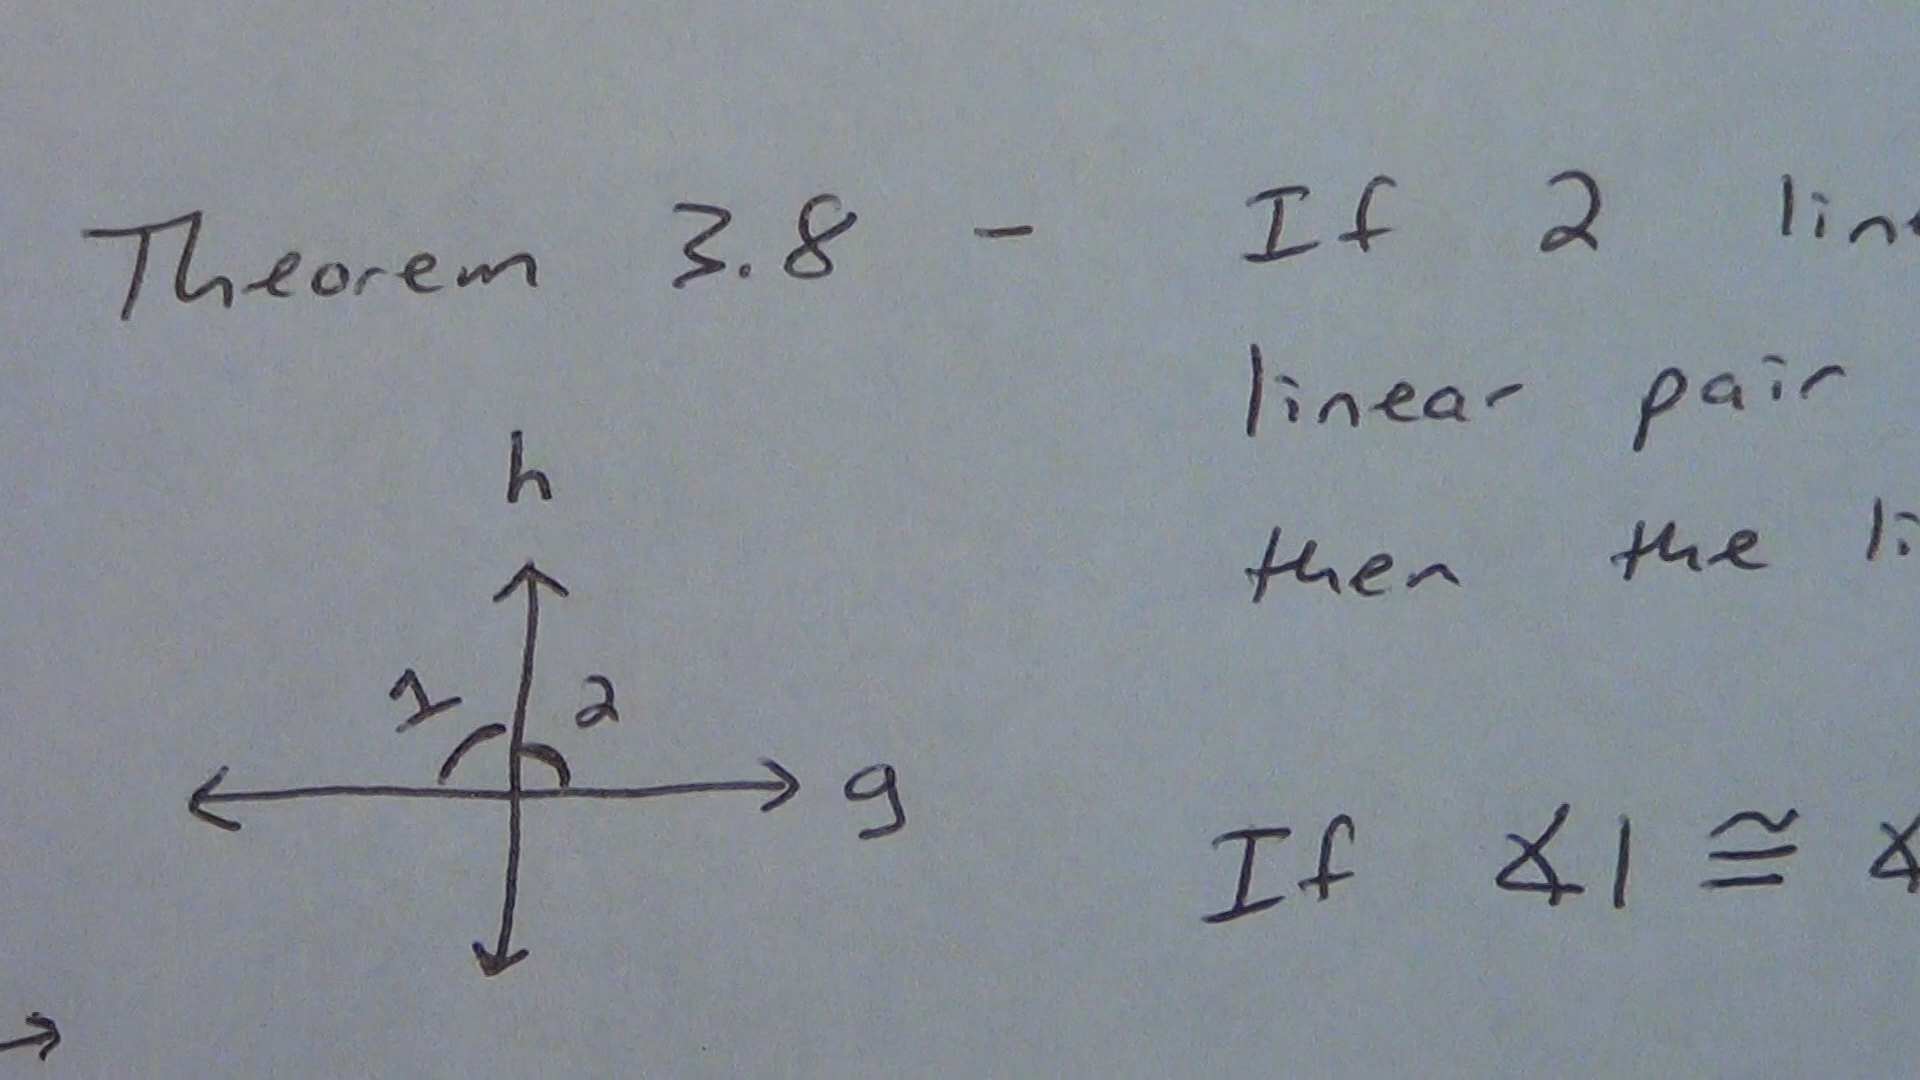 Theorem 3.8 - If 2
linear pair
then the
h
1 2
g
If ∡1 ≅